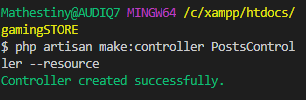 Mathestiny@AUDIQ7 MINGW64 /c/xampp/htdocs/
gamingSTORE
$ php artisan make:controller PostsControl
ler --resource
Controller created successfully.